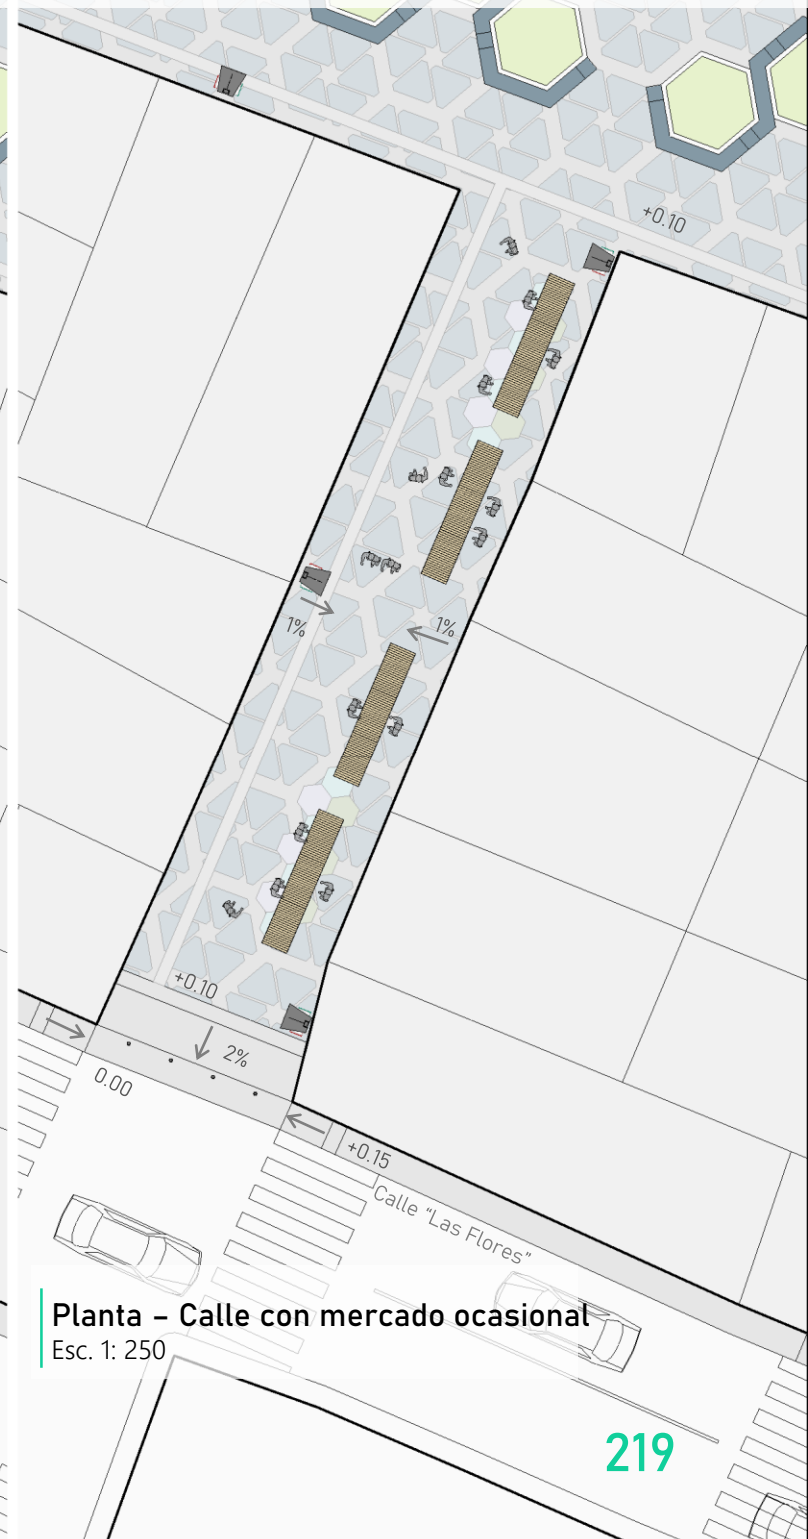 +0.10
1%
1%
+0.10
2%
0.00
+0.15
Calle "Las Flores"
Planta – Calle con mercado ocasional
Esc. 1: 250
219